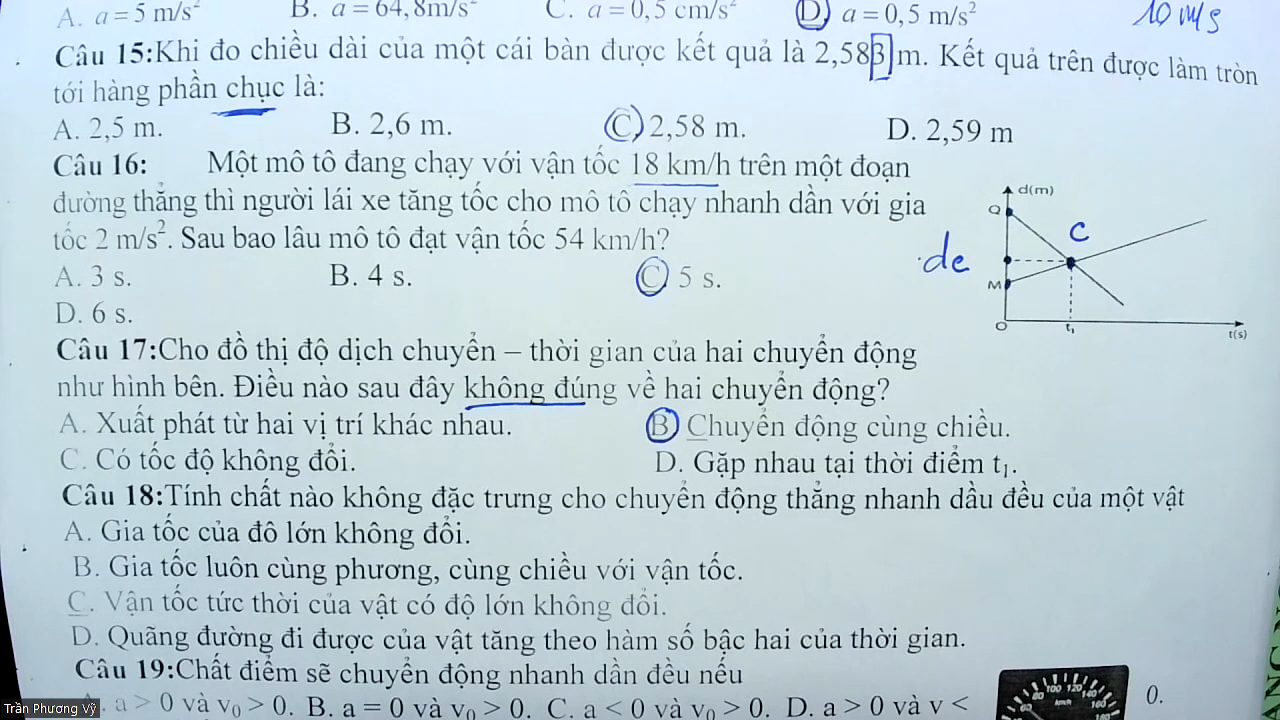 A. a = 5 m/s² B. a = 64,8m/s² C. a = 0,5 cm/s² D. a = 0,5 m/s² 10 m/s
Câu 15:Khi đo chiều dài của một cái bàn được kết quả là 2,583 m. Kết quả trên được làm tròn
tới hàng phần chục là:
A. 2,5 m. B. 2,6 m. C. 2,58 m. D. 2,59 m
Câu 16: Một mô tô đang chạy với vận tốc 18 km/h trên một đoạn
đường thẳng thì người lái xe tăng tốc cho mô tô chạy nhanh dần với gia
tốc 2 m/s². Sau bao lâu mô tô đạt vận tốc 54 km/h?
A. 3 s. B. 4 s. C. 5 s.
D. 6 s.
d(m)
Q
C
de
M
O t₁ t(s)
Câu 17:Cho đồ thị độ dịch chuyển – thời gian của hai chuyển động
như hình bên. Điều nào sau đây không đúng về hai chuyển động?
A. Xuất phát từ hai vị trí khác nhau. B. Chuyển động cùng chiều.
C. Có tốc độ không đổi. D. Gặp nhau tại thời điểm t₁.
Câu 18:Tính chất nào không đặc trưng cho chuyển động thẳng nhanh dầu đều của một vật
A. Gia tốc của đô lớn không đổi.
B. Gia tốc luôn cùng phương, cùng chiều với vận tốc.
C. Vận tốc tức thời của vật có độ lớn không đổi.
D. Quãng đường đi được của vật tăng theo hàm số bậc hai của thời gian.
Câu 19:Chất điểm sẽ chuyển động nhanh dần đều nếu
A. a > 0 và v₀ > 0. B. a = 0 và v₀ > 0. C. a < 0 và v₀ > 0. D. a > 0 và v < 0.
60 80 100 120 140 160
km/h
Trần Phương Vỹ